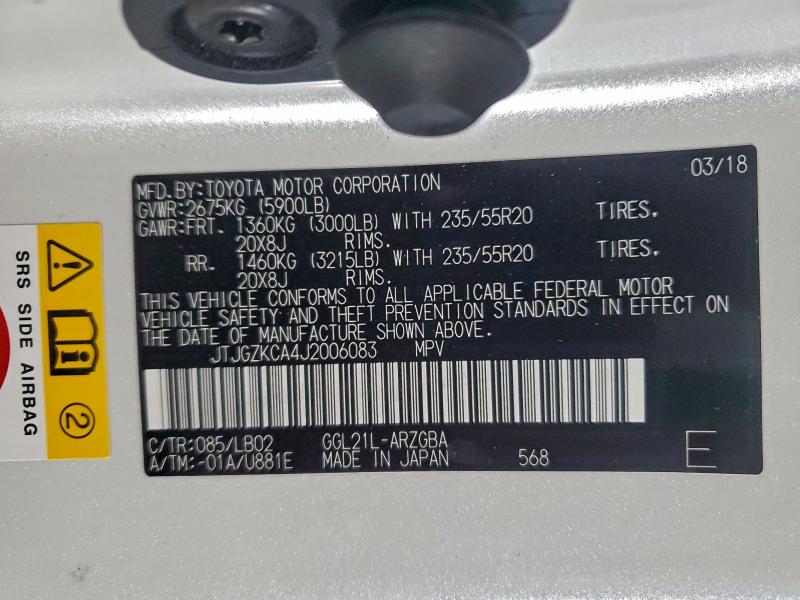 03/18
MFD.BY:TOYOTA MOTOR CORPORATION
GVWR:2675KG (5900LB)
GAWR:FRT. 1360KG (3000LB) WITH 235/55R20 TIRES.
20X8J RIMS.
RR. 1460KG (3215LB) WITH 235/55R20 TIRES.
20X8J RIMS.
THIS VEHICLE CONFORMS TO ALL APPLICABLE FEDERAL MOTOR
VEHICLE SAFETY AND THEFT PREVENTION STANDARDS IN EFFECT ON
THE DATE OF MANUFACTURE SHOWN ABOVE.
JTJGZKCA4J2006083 MPV
C/TR:085/LB02 GGL21L-ARZGBA
A/TM:-01A/U881E MADE IN JAPAN 568 E
SRS SIDE AIRBAG
2